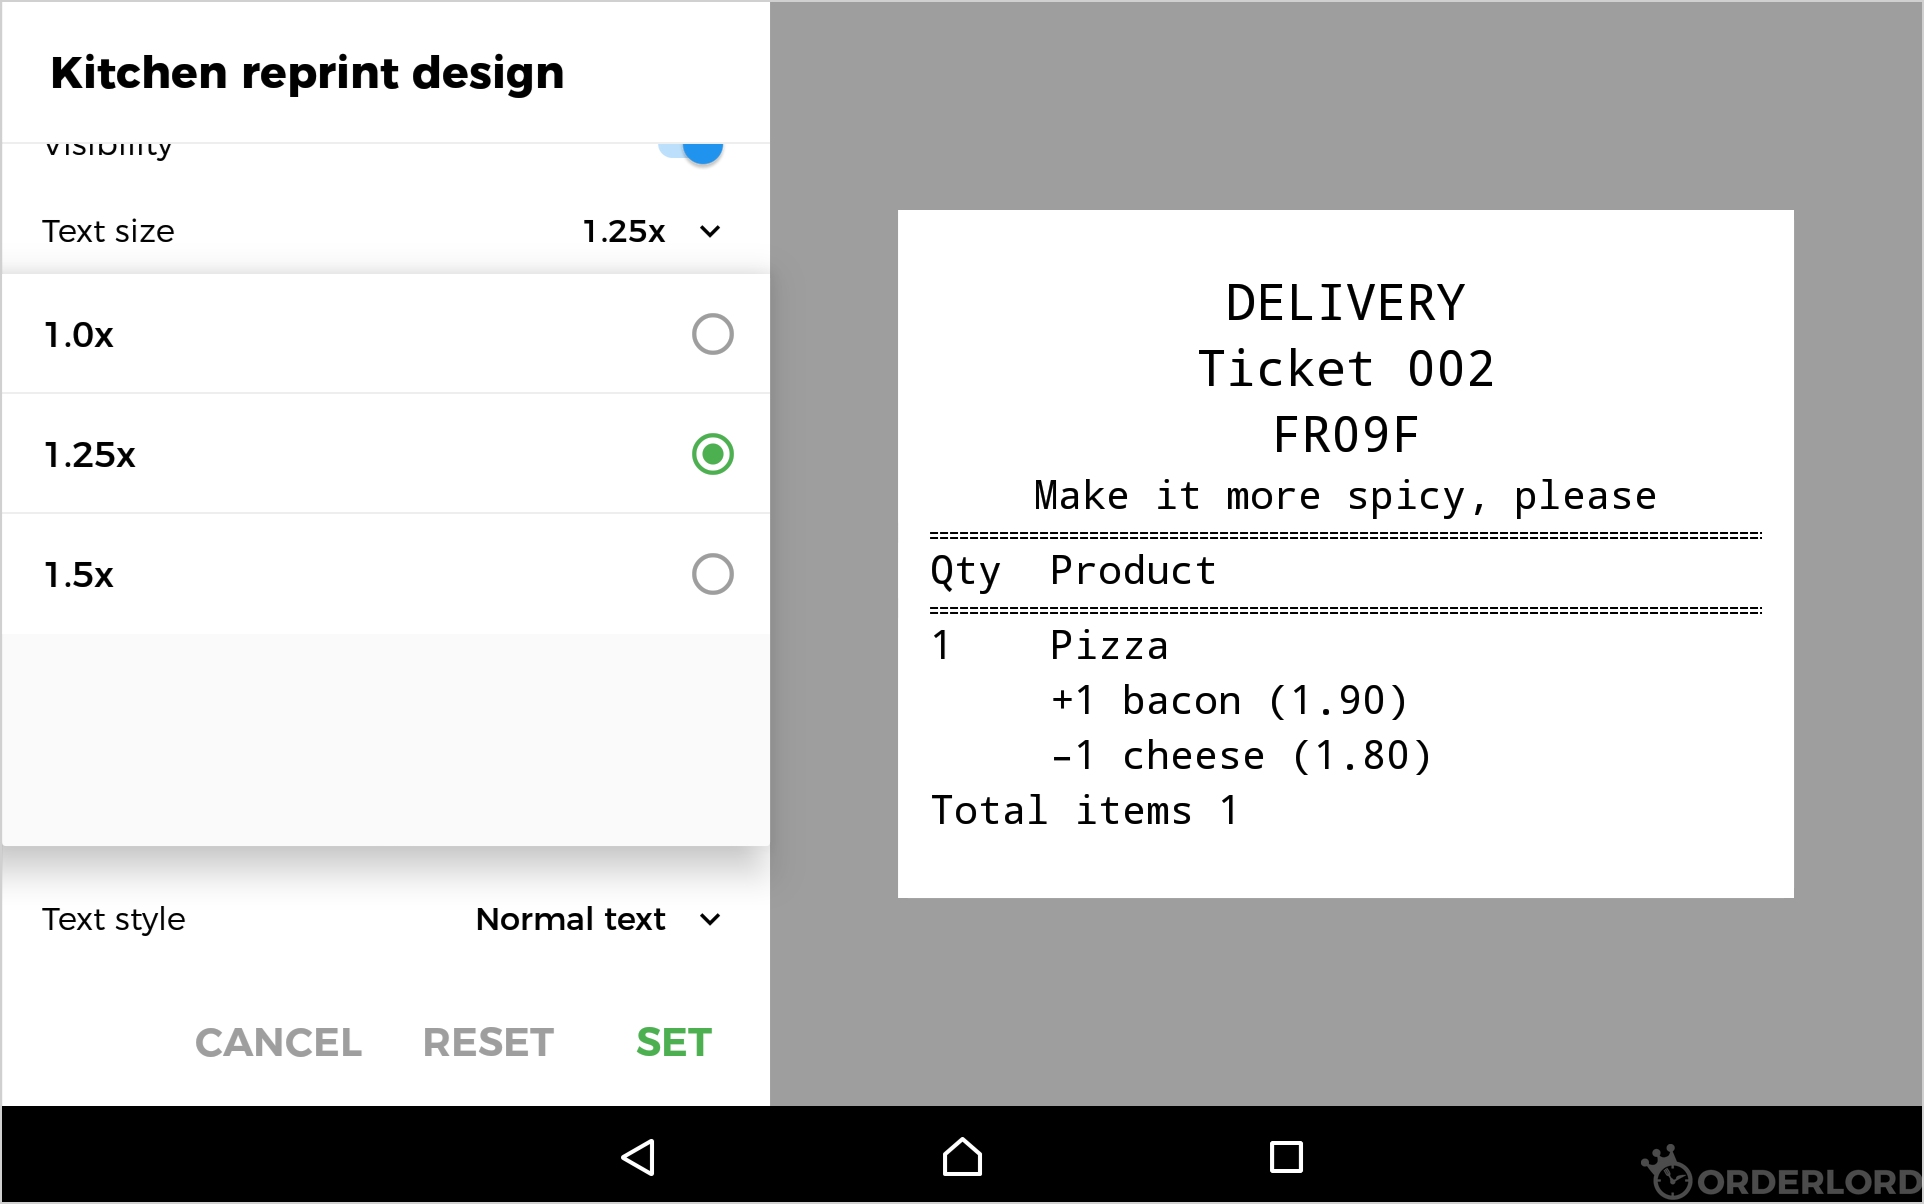 Kitchen reprint design
Visibility
Text size 1.25x
1.0x
1.25x
1.5x
Text style Normal text
CANCEL RESET SET
DELIVERY
Ticket 002
FR09F
Make it more spicy, please
Qty Product
1 Pizza
+1 bacon (1.90)
-1 cheese (1.80)
Total items 1
ORDERLORD